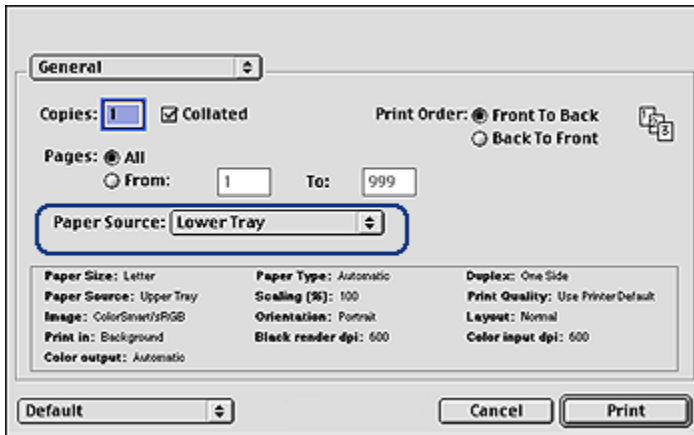 General
Copies: 1 Collated Print Order: Front To Back
Back To Front
Pages: All
From: 1 To: 999
Paper Source: Lower Tray
Paper Size: Letter Paper Type: Automatic Duplex: One Side
Paper Source: Upper Tray Scaling (%): 100 Print Quality: Use Printer Default
Image: ColorSmart/sRGB Orientation: Portrait Layout: Normal
Print in: Background Black render dpi: 600 Color input dpi: 600
Color output: Automatic
Default Cancel Print